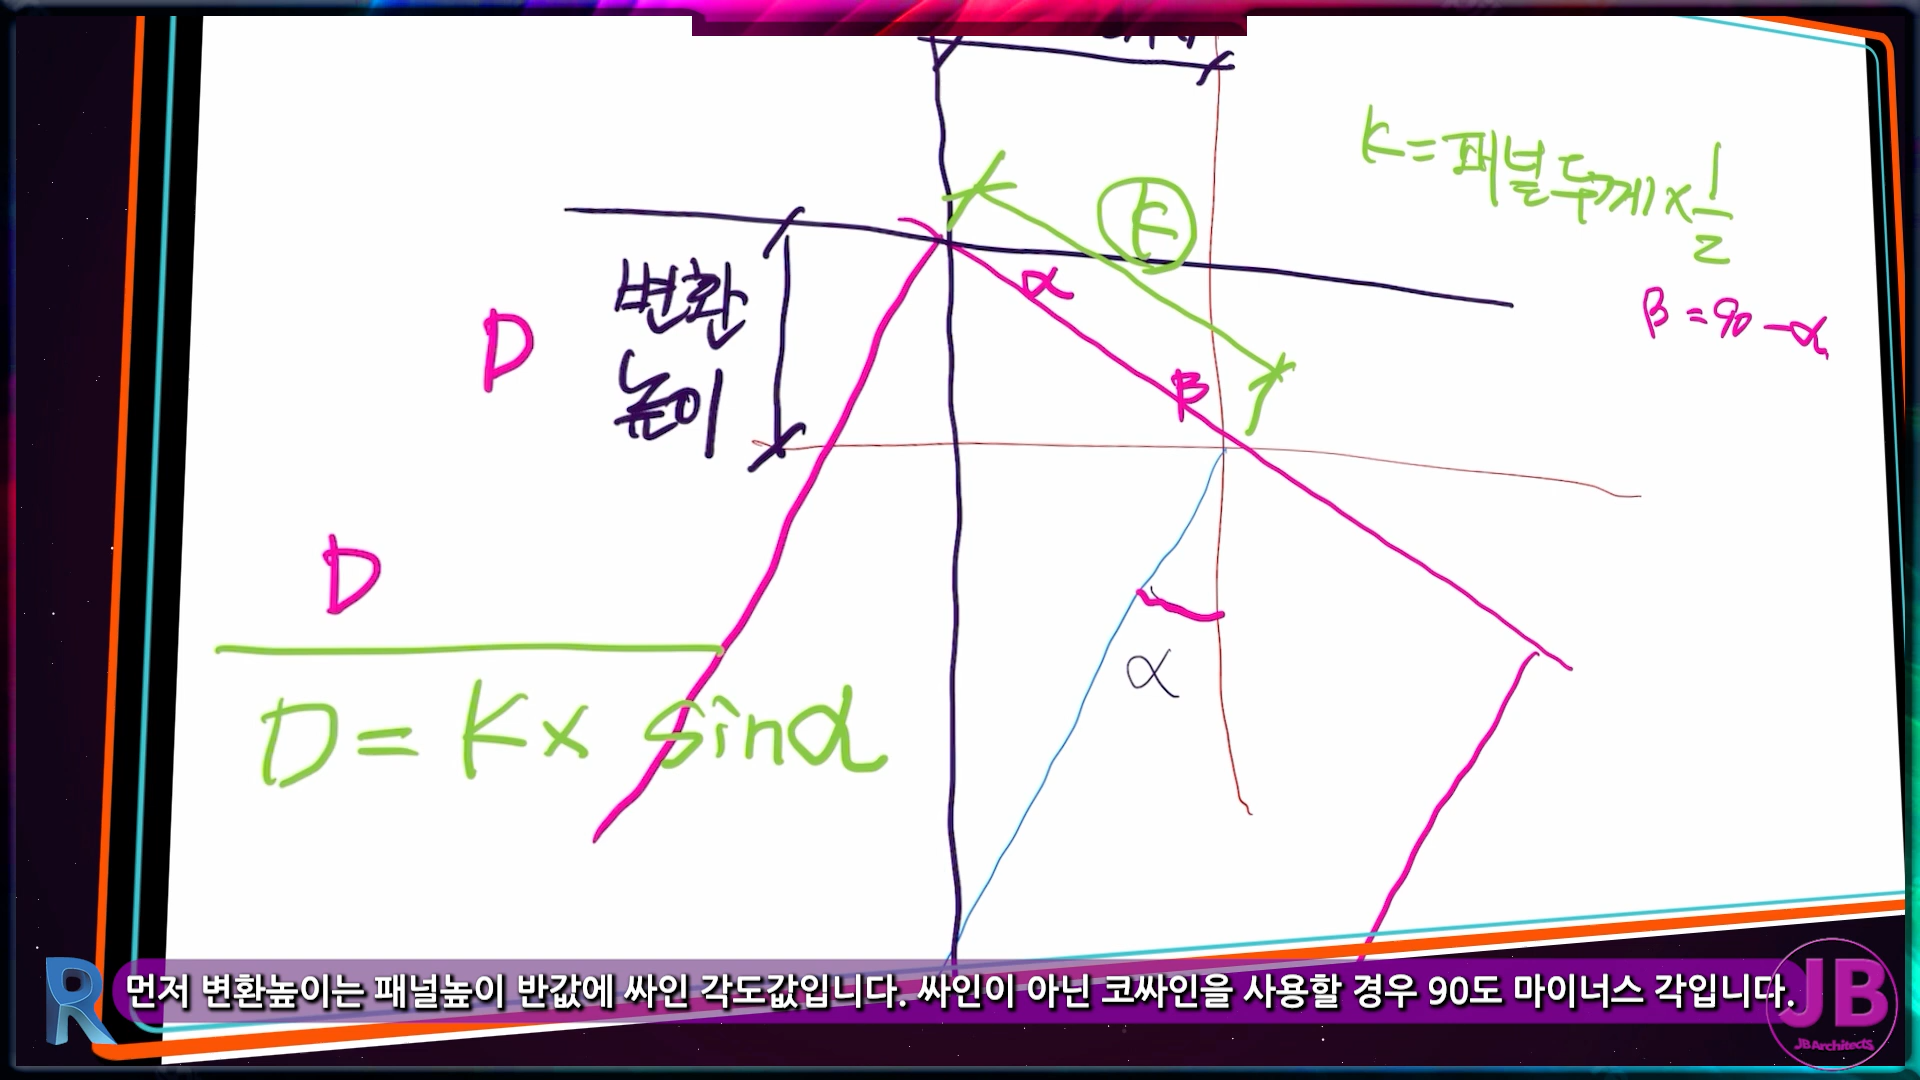 K = 패널 두께 × 1/2
K
α
변환
높이
D
β = 90 - α
β
D
α
D = K x sinα
먼저 변환높이는 패널높이 반값에 싸인 각도값입니다. 싸인이 아닌 코싸인을 사용할 경우 90도 마이너스 각입니다.
R
JB
JB Architects